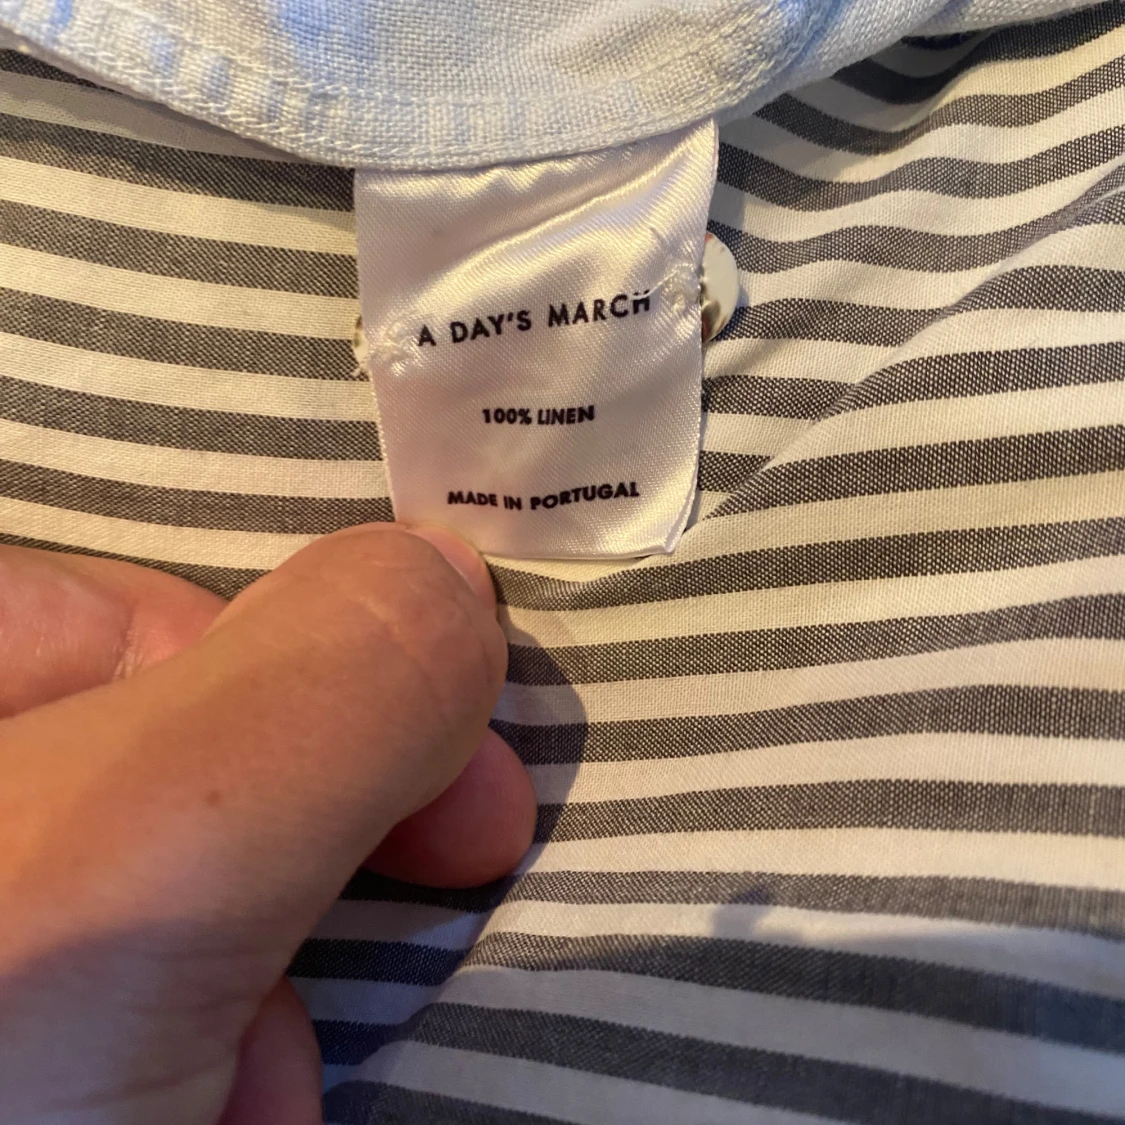 A DAY'S MARCH
100% LINEN
MADE IN PORTUGAL